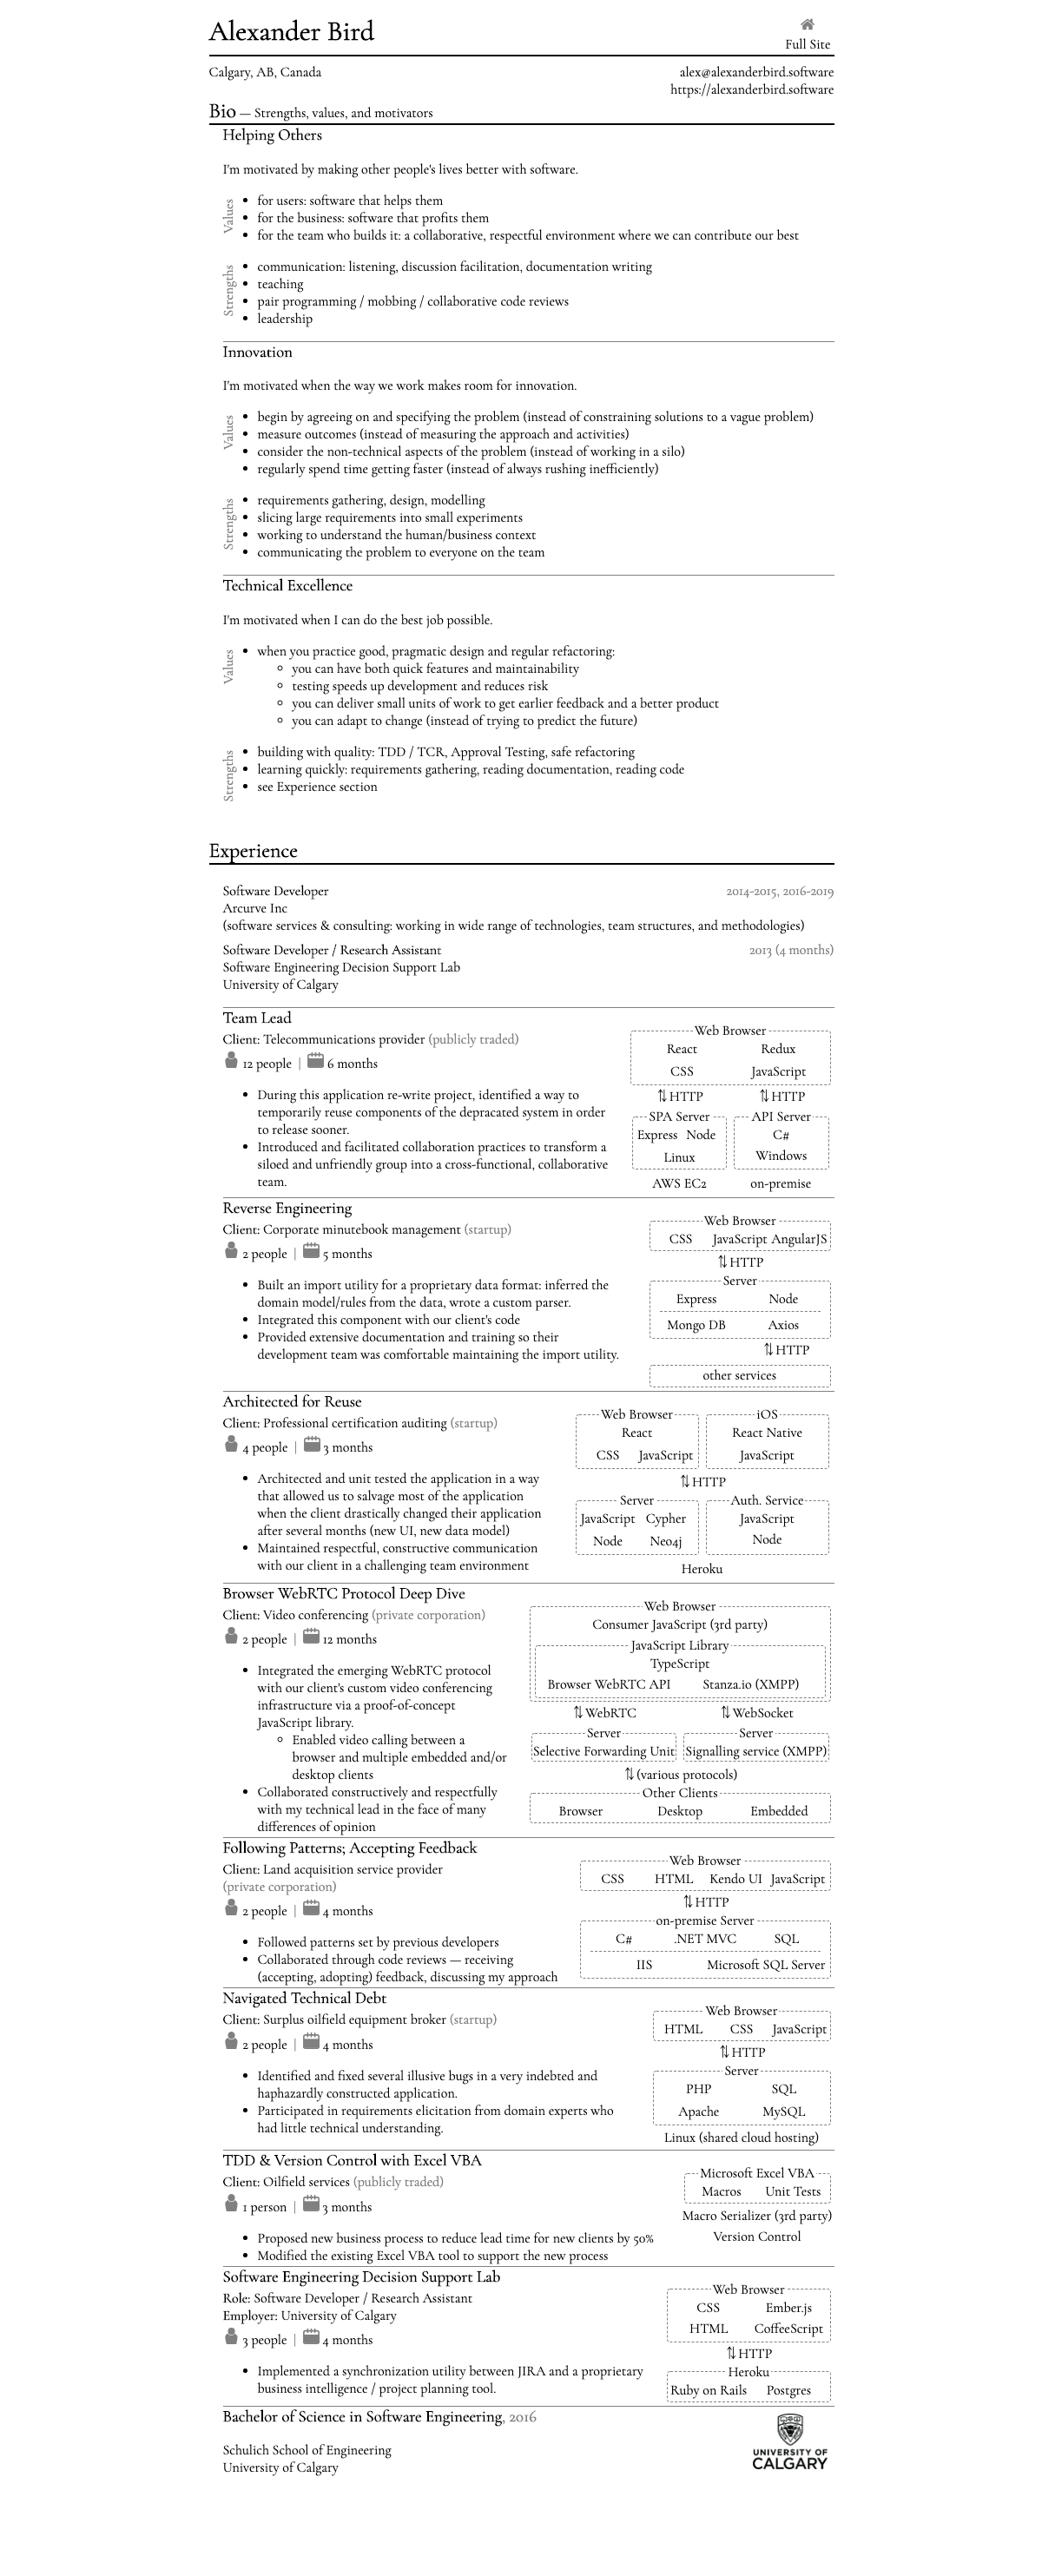 Alexander Bird
Full Site
Calgary, AB, Canada
alex@alexanderbird.software
https://alexanderbird.software
Bio — Strengths, values, and motivators
Helping Others
I'm motivated by making other people's lives better with software.
Values
• for users: software that helps them
• for the business: software that profits them
• for the team who builds it: a collaborative, respectful environment where we can contribute our best
Strengths
• communication: listening, discussion facilitation, documentation writing
• teaching
• pair programming / mobbing / collaborative code reviews
• leadership
Innovation
I'm motivated when the way we work makes room for innovation.
Values
• begin by agreeing on and specifying the problem (instead of constraining solutions to a vague problem)
• measure outcomes (instead of measuring the approach and activities)
• consider the non-technical aspects of the problem (instead of working in a silo)
• regularly spend time getting faster (instead of always rushing inefficiently)
Strengths
• requirements gathering, design, modelling
• slicing large requirements into small experiments
• working to understand the human/business context
• communicating the problem to everyone on the team
Technical Excellence
I'm motivated when I can do the best job possible.
Values
• when you practice good, pragmatic design and regular refactoring:
◦ you can have both quick features and maintainability
◦ testing speeds up development and reduces risk
◦ you can deliver small units of work to get earlier feedback and a better product
◦ you can adapt to change (instead of trying to predict the future)
Strengths
• building with quality: TDD / TCR, Approval Testing, safe refactoring
• learning quickly: requirements gathering, reading documentation, reading code
• see Experience section
Experience
Software Developer 2014-2015, 2016-2019
Arcurve Inc
(software services & consulting: working in wide range of technologies, team structures, and methodologies)
Software Developer / Research Assistant 2013 (4 months)
Software Engineering Decision Support Lab
University of Calgary
Team Lead
Client: Telecommunications provider (publicly traded)
12 people | 6 months
• During this application re-write project, identified a way to
temporarily reuse components of the depracated system in order
to release sooner.
• Introduced and facilitated collaboration practices to transform a
siloed and unfriendly group into a cross-functional, collaborative
team.
Web Browser
React Redux
CSS JavaScript
⇅ HTTP ⇅ HTTP
SPA Server API Server
Express Node C#
Linux Windows
AWS EC2 on-premise
Reverse Engineering
Client: Corporate minutebook management (startup)
2 people | 5 months
• Built an import utility for a proprietary data format: inferred the
domain model/rules from the data, wrote a custom parser.
• Integrated this component with our client's code
• Provided extensive documentation and training so their
development team was comfortable maintaining the import utility.
Web Browser
CSS JavaScript AngularJS
⇅ HTTP
Server
Express Node
Mongo DB Axios
⇅ HTTP
other services
Architected for Reuse
Client: Professional certification auditing (startup)
4 people | 3 months
• Architected and unit tested the application in a way
that allowed us to salvage most of the application
when the client drastically changed their application
after several months (new UI, new data model)
• Maintained respectful, constructive communication
with our client in a challenging team environment
Web Browser iOS
React React Native
CSS JavaScript JavaScript
⇅ HTTP
Server Auth. Service
JavaScript Cypher JavaScript
Node Neo4j Node
Heroku
Browser WebRTC Protocol Deep Dive
Client: Video conferencing (private corporation)
2 people | 12 months
• Integrated the emerging WebRTC protocol
with our client's custom video conferencing
infrastructure via a proof-of-concept
JavaScript library.
◦ Enabled video calling between a
browser and multiple embedded and/or
desktop clients
• Collaborated constructively and respectfully
with my technical lead in the face of many
differences of opinion
Web Browser
Consumer JavaScript (3rd party)
JavaScript Library
TypeScript
Browser WebRTC API Stanza.io (XMPP)
⇅ WebRTC ⇅ WebSocket
Server Server
Selective Forwarding Unit Signalling service (XMPP)
⇅ (various protocols)
Other Clients
Browser Desktop Embedded
Following Patterns; Accepting Feedback
Client: Land acquisition service provider
(private corporation)
2 people | 4 months
• Followed patterns set by previous developers
• Collaborated through code reviews — receiving
(accepting, adopting) feedback, discussing my approach
Web Browser
CSS HTML Kendo UI JavaScript
⇅ HTTP
on-premise Server
C# .NET MVC SQL
IIS Microsoft SQL Server
Navigated Technical Debt
Client: Surplus oilfield equipment broker (startup)
2 people | 4 months
• Identified and fixed several illusive bugs in a very indebted and
haphazardly constructed application.
• Participated in requirements elicitation from domain experts who
had little technical understanding.
Web Browser
HTML CSS JavaScript
⇅ HTTP
Server
PHP SQL
Apache MySQL
Linux (shared cloud hosting)
TDD & Version Control with Excel VBA
Client: Oilfield services (publicly traded)
1 person | 3 months
• Proposed new business process to reduce lead time for new clients by 50%
• Modified the existing Excel VBA tool to support the new process
Microsoft Excel VBA
Macros Unit Tests
Macro Serializer (3rd party)
Version Control
Software Engineering Decision Support Lab
Role: Software Developer / Research Assistant
Employer: University of Calgary
3 people | 4 months
• Implemented a synchronization utility between JIRA and a proprietary
business intelligence / project planning tool.
Web Browser
CSS Ember.js
HTML CoffeeScript
⇅ HTTP
Heroku
Ruby on Rails Postgres
Bachelor of Science in Software Engineering, 2016
Schulich School of Engineering
University of Calgary
UNIVERSITY OF
CALGARY